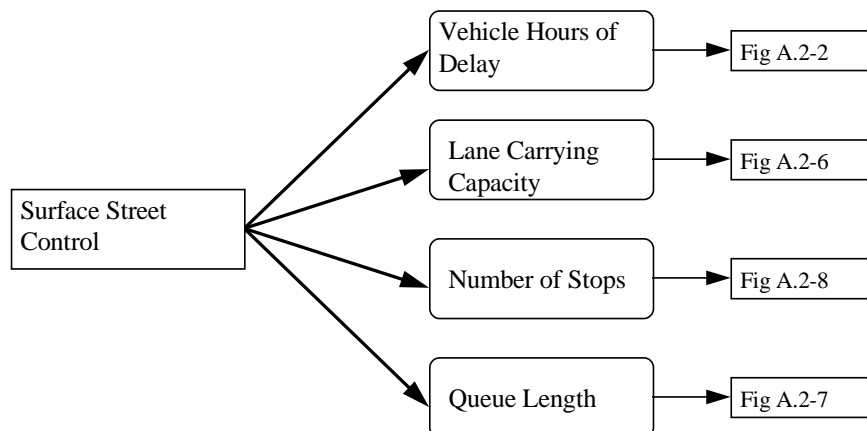 Vehicle Hours of
Delay
Fig A.2-2
Lane Carrying
Capacity
Fig A.2-6
Surface Street
Control
Number of Stops
Fig A.2-8
Queue Length
Fig A.2-7